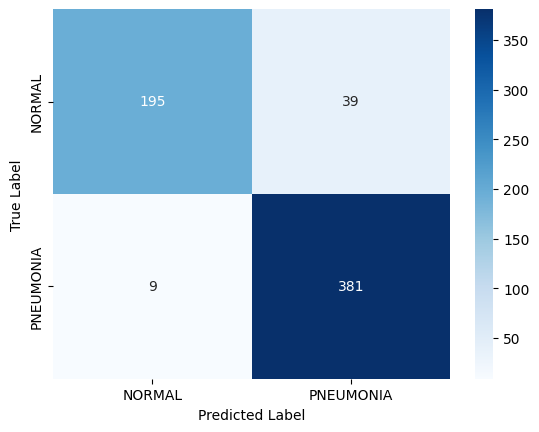 NORMAL
195
39
PNEUMONIA
9
381
True Label
NORMAL
PNEUMONIA
Predicted Label
350
300
250
200
150
100
50